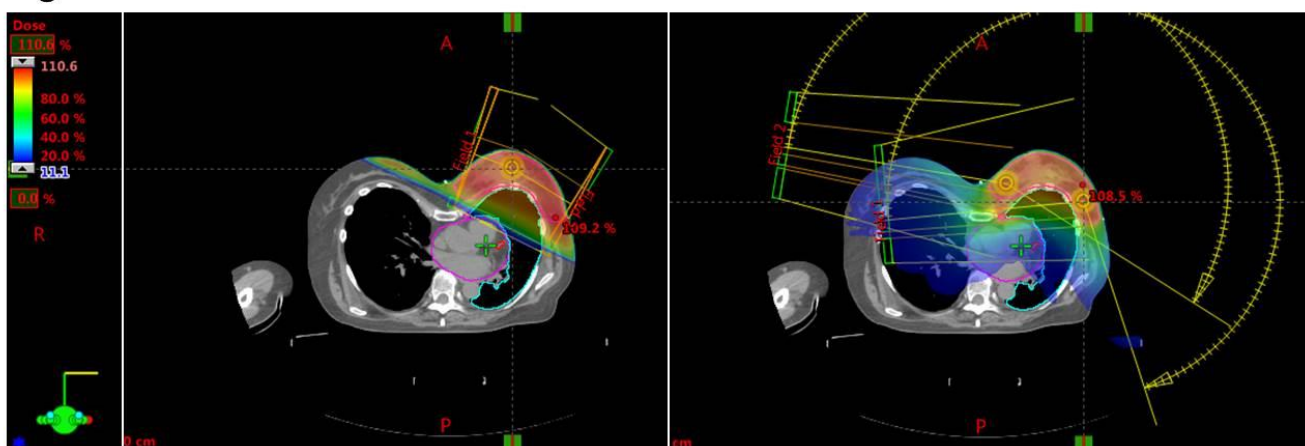 Dose
110.6 %
110.6
80.0 %
60.0 %
40.0 %
20.0 %
11.1
0.0 %
R
A
Field 1
109.2 %
P
0 cm
A
Field 2
Field 1
108.5 %
P
cm